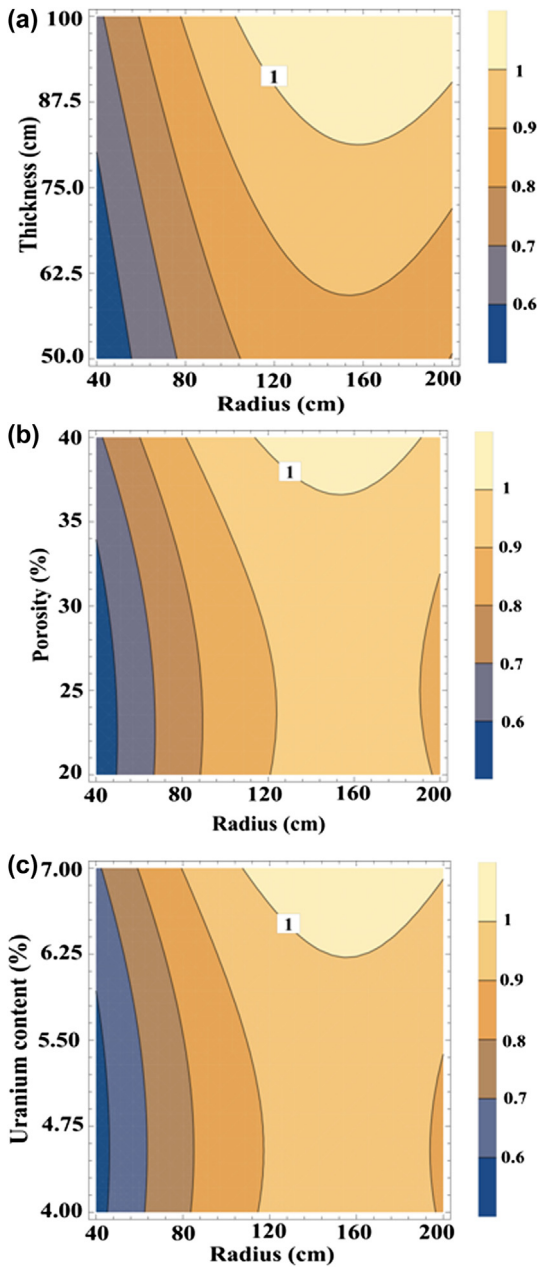 (a)
100
87.5
75.0
62.5
50.0
Thickness (cm)
1
40 80 120 160 200
Radius (cm)
1
0.9
0.8
0.7
0.6
(b)
40
35
30
25
20
Porosity (%)
1
40 80 120 160 200
Radius (cm)
1
0.9
0.8
0.7
0.6
(c)
7.00
6.25
5.50
4.75
4.00
Uranium content (%)
1
40 80 120 160 200
Radius (cm)
1
0.9
0.8
0.7
0.6